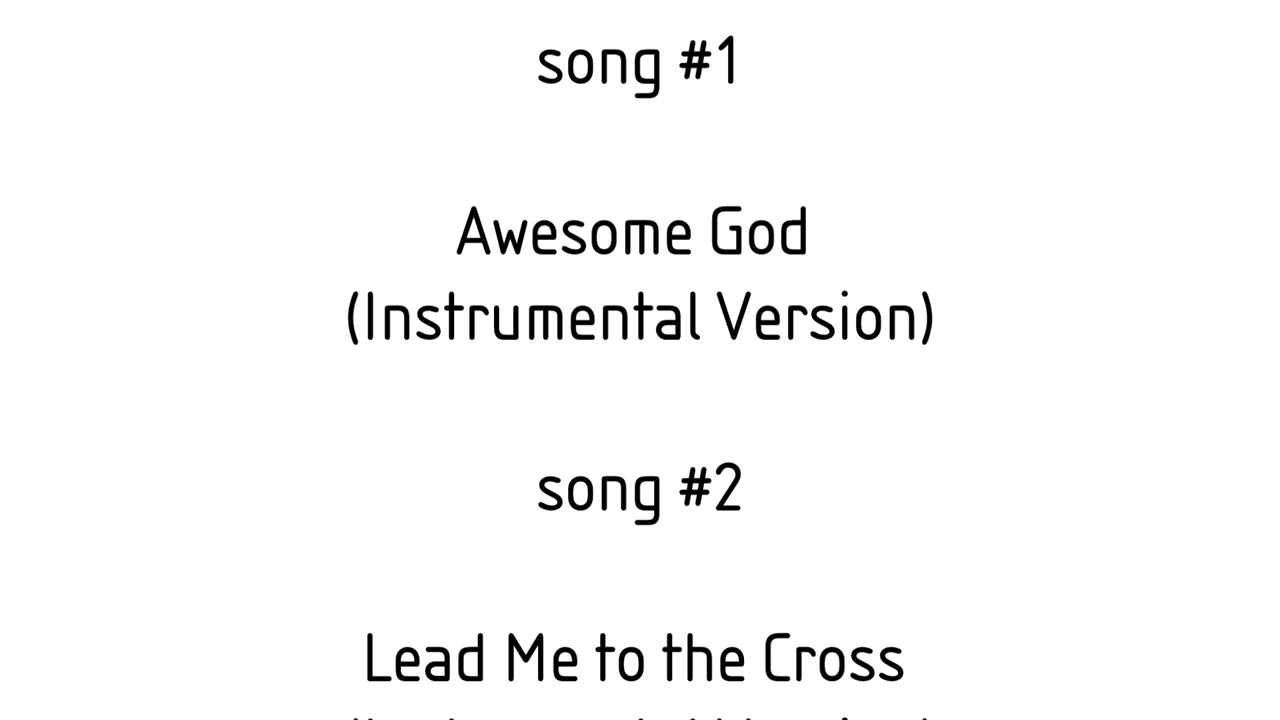 song #1
Awesome God
(Instrumental Version)
song #2
Lead Me to the Cross